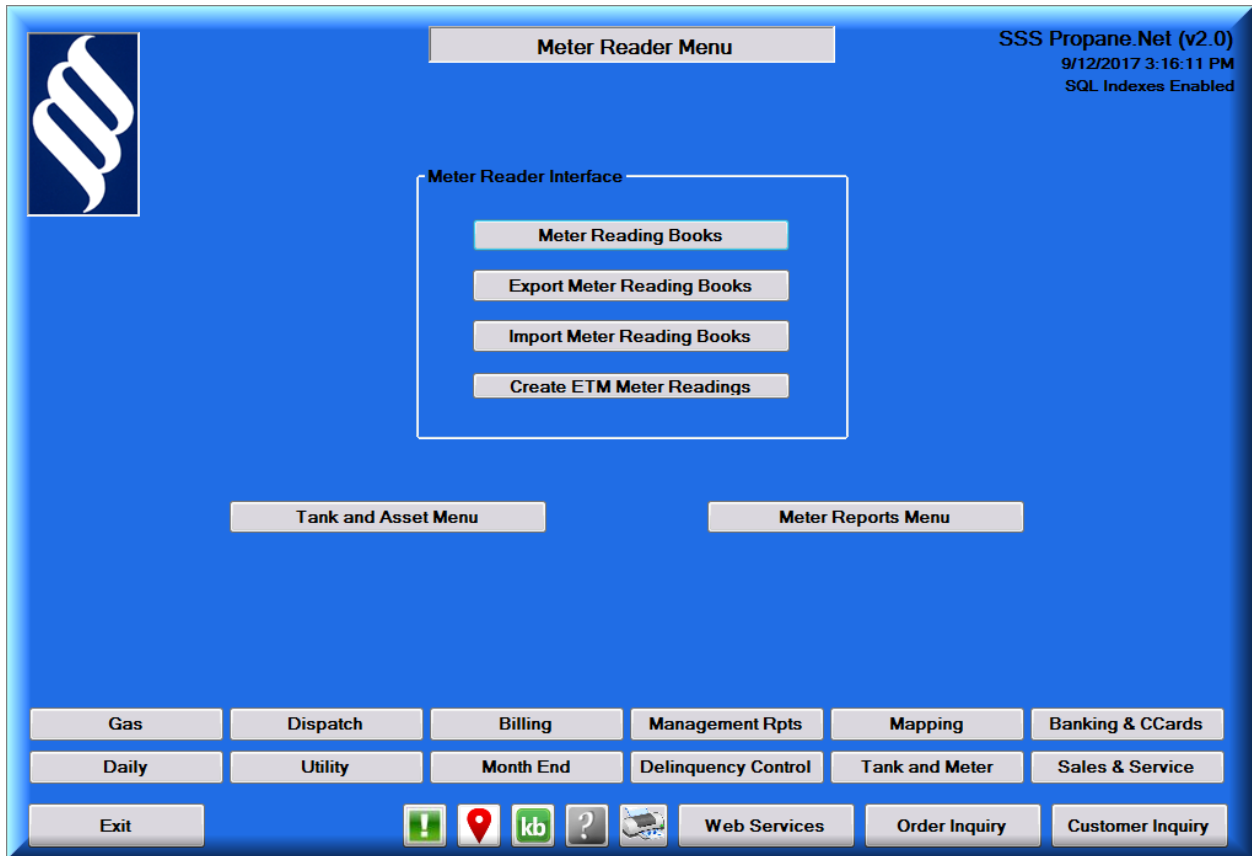 Meter Reader Menu
SSS Propane.Net (v2.0)
9/12/2017 3:16:11 PM
SQL Indexes Enabled
Meter Reader Interface
Meter Reading Books
Export Meter Reading Books
Import Meter Reading Books
Create ETM Meter Readings
Tank and Asset Menu
Meter Reports Menu
Gas
Dispatch
Billing
Management Rpts
Mapping
Banking & CCards
Daily
Utility
Month End
Delinquency Control
Tank and Meter
Sales & Service
Exit
!
kb
?
Web Services
Order Inquiry
Customer Inquiry